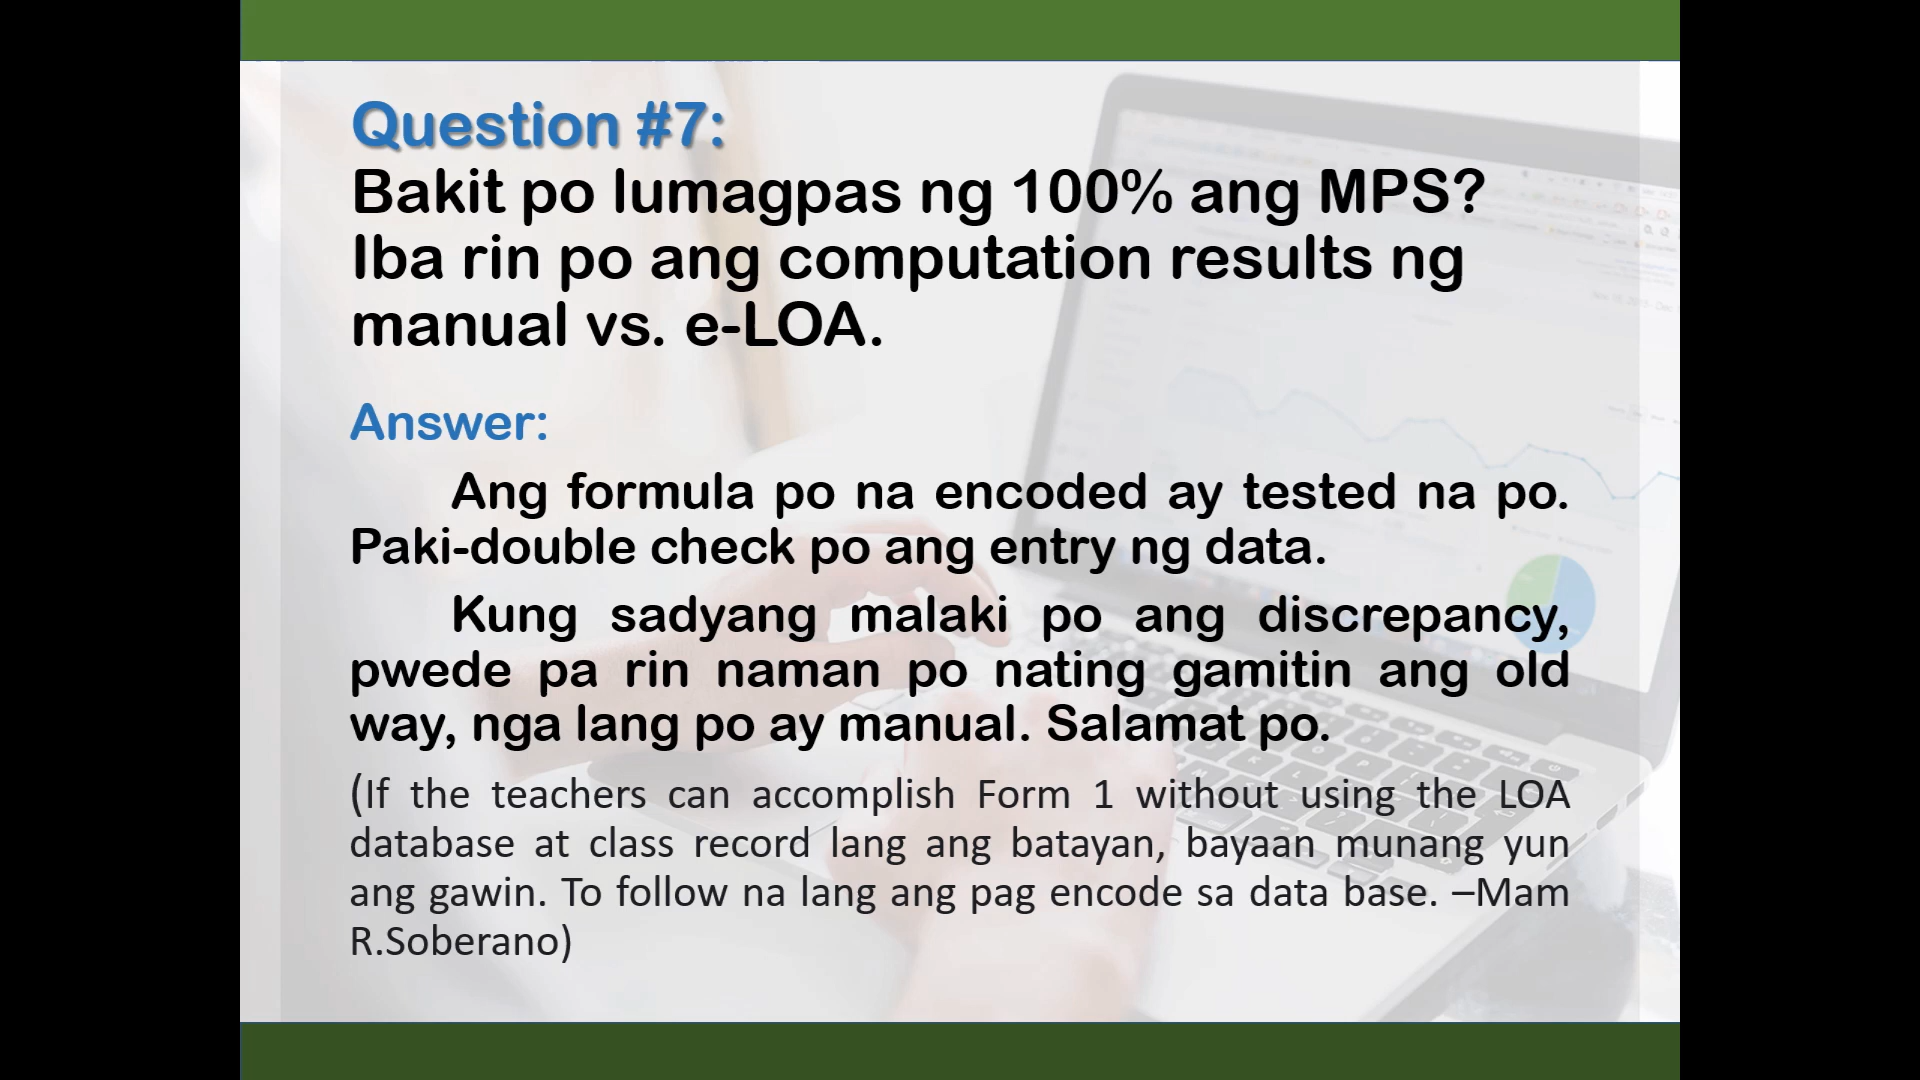 Question #7:
Bakit po lumagpas ng 100% ang MPS?
Iba rin po ang computation results ng
manual vs. e-LOA.
Answer:
Ang formula po na encoded ay tested na po.
Paki-double check po ang entry ng data.
Kung sadyang malaki po ang discrepancy,
pwede pa rin naman po nating gamitin ang old
way, nga lang po ay manual. Salamat po.
(If the teachers can accomplish Form 1 without using the LOA
database at class record lang ang batayan, bayaan munang yun
ang gawin. To follow na lang ang pag encode sa data base. –Mam
R.Soberano)